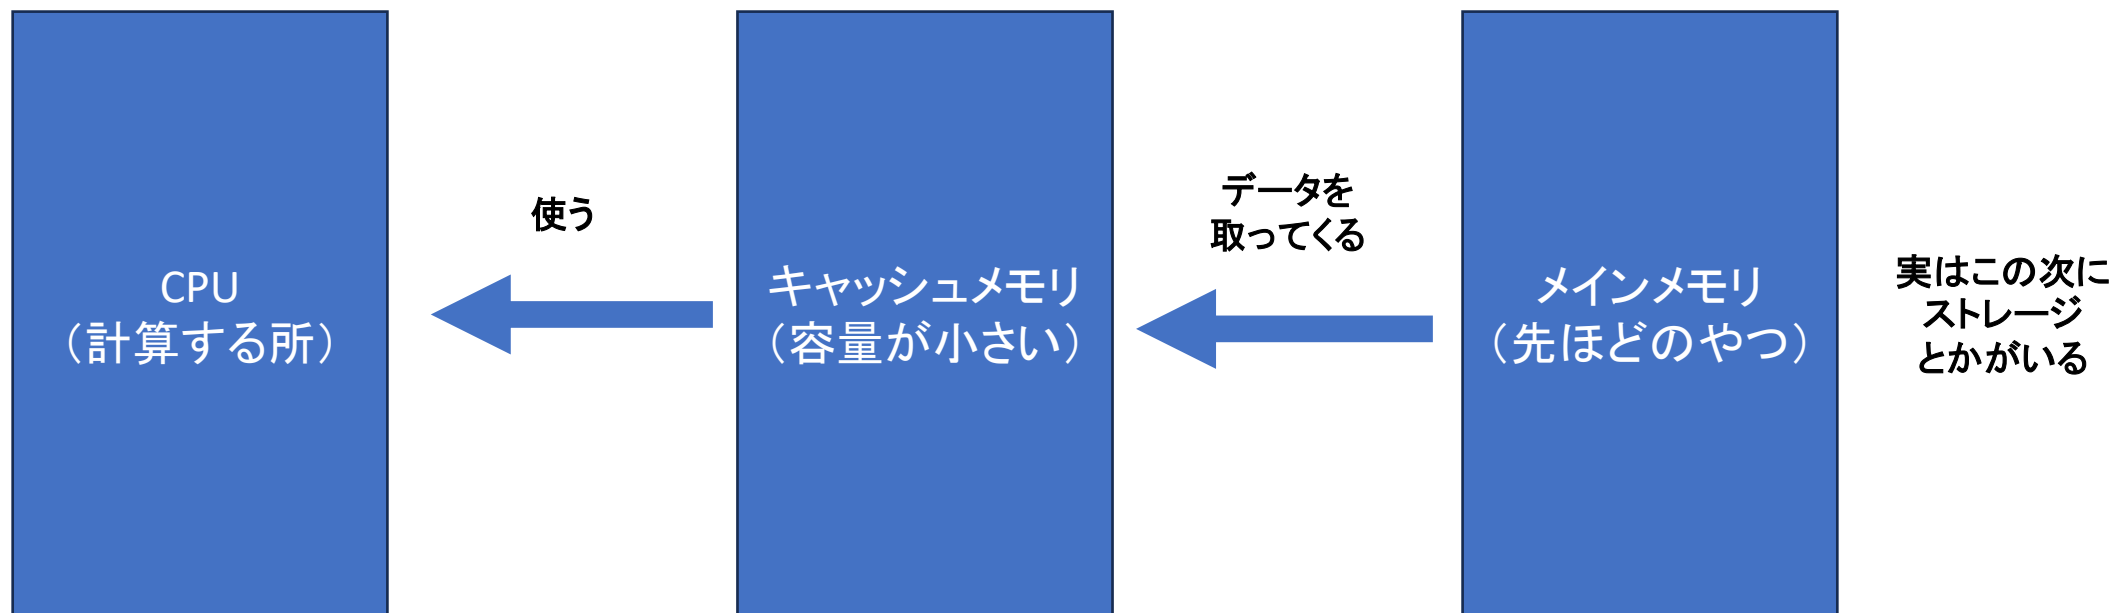 CPU
（計算する所）
使う
キャッシュメモリ
（容量が小さい）
データを
取ってくる
メインメモリ
（先ほどのやつ）
実はこの次に
ストレージ
とかがいる